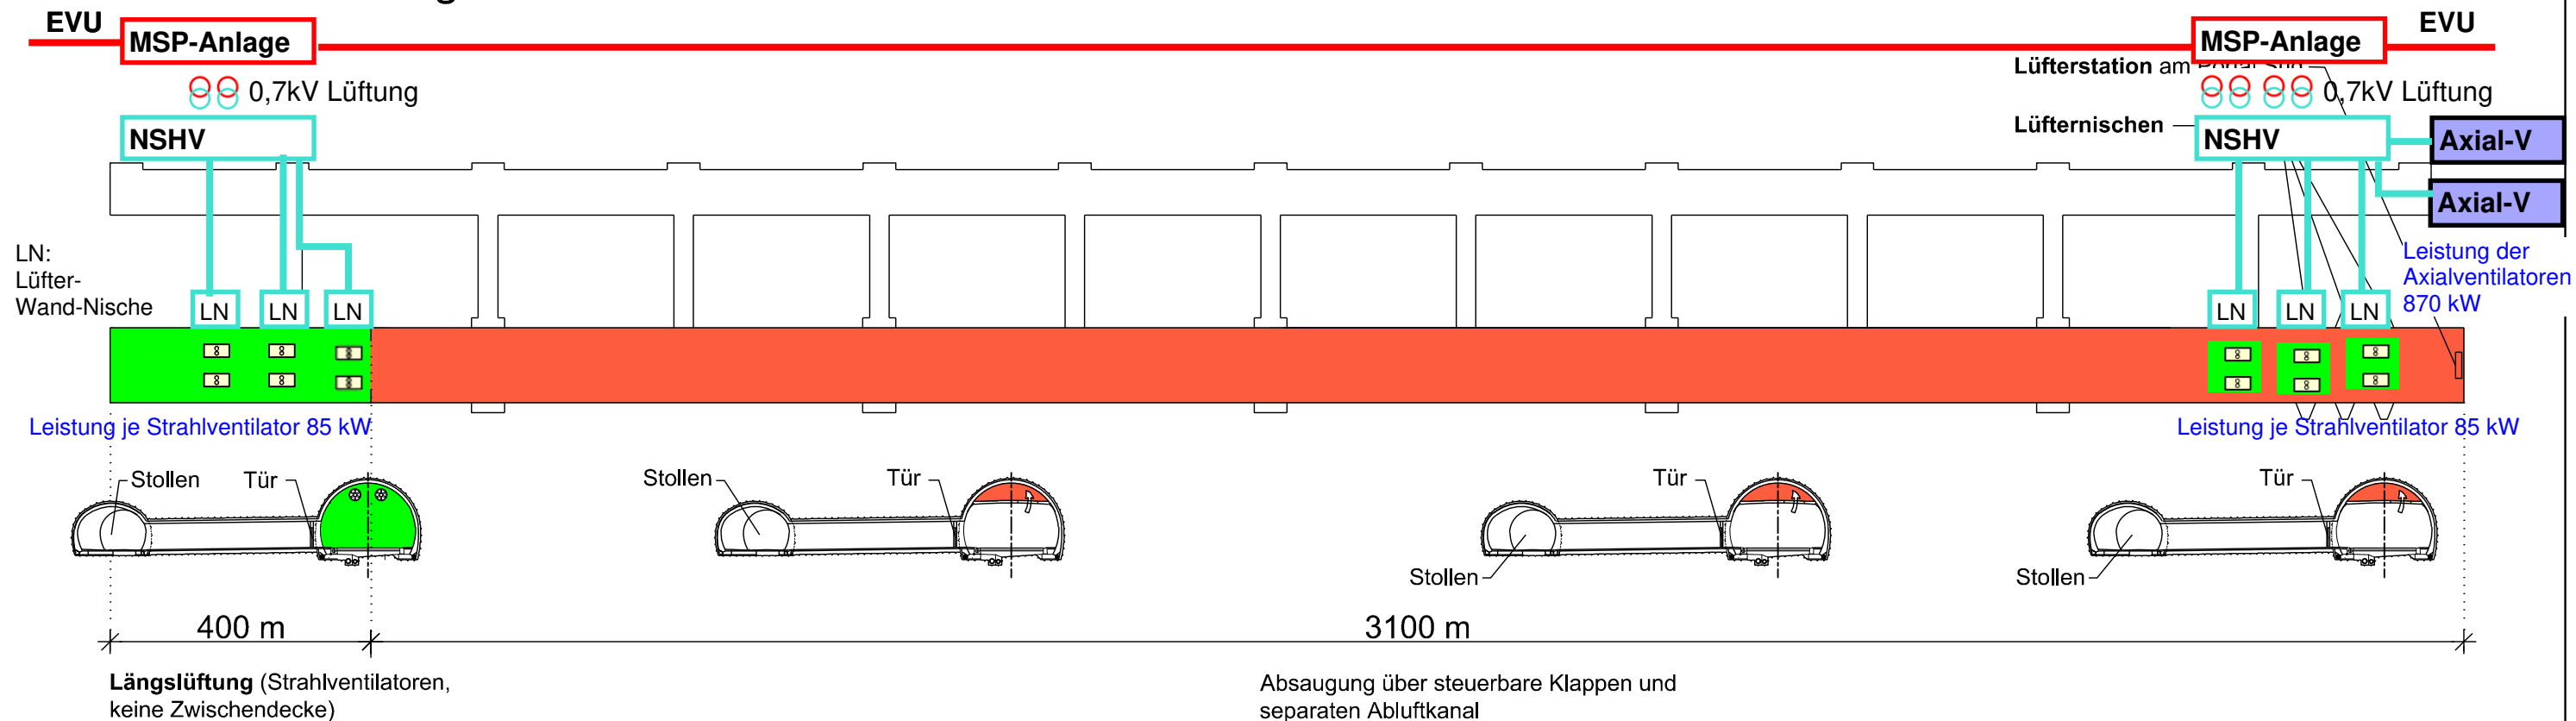 EVU
MSP-Anlage
MSP-Anlage
EVU
Lüfterstation am Portal Süd
0,7kV Lüftung
0,7kV Lüftung
NSHV
Lüfternischen
NSHV
Axial-V
Axial-V
LN:
Lüfter-
Wand-Nische
LN
LN
LN
LN
LN
LN
Leistung der
Axialventilatoren
870 kW
Leistung je Strahlventilator 85 kW
Leistung je Strahlventilator 85 kW
Stollen
Tür
Stollen
Tür
Stollen
Tür
Stollen
Tür
400 m
3100 m
Längslüftung (Strahlventilatoren,
keine Zwischendecke)
Absaugung über steuerbare Klappen und
separaten Abluftkanal